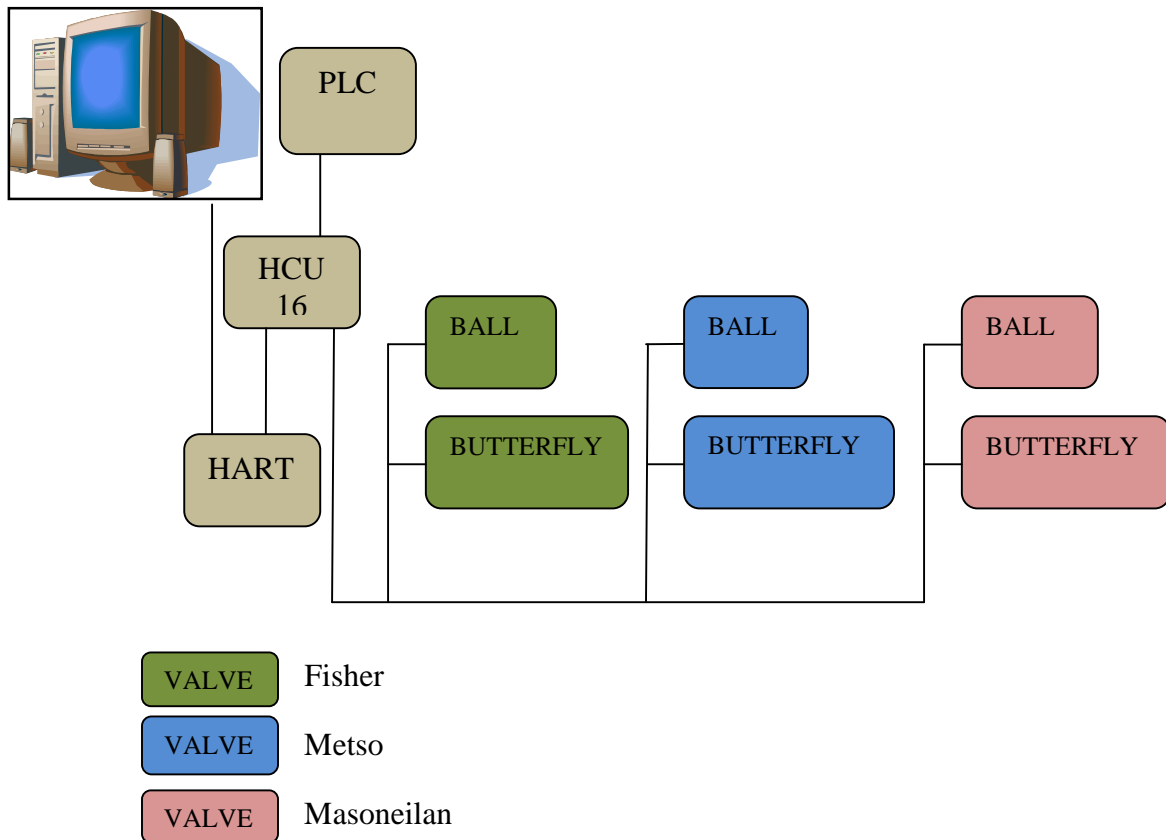 PLC
HCU
16
BALL
BALL
BALL
BUTTERFLY
BUTTERFLY
BUTTERFLY
HART
VALVE Fisher
VALVE Metso
VALVE Masoneilan